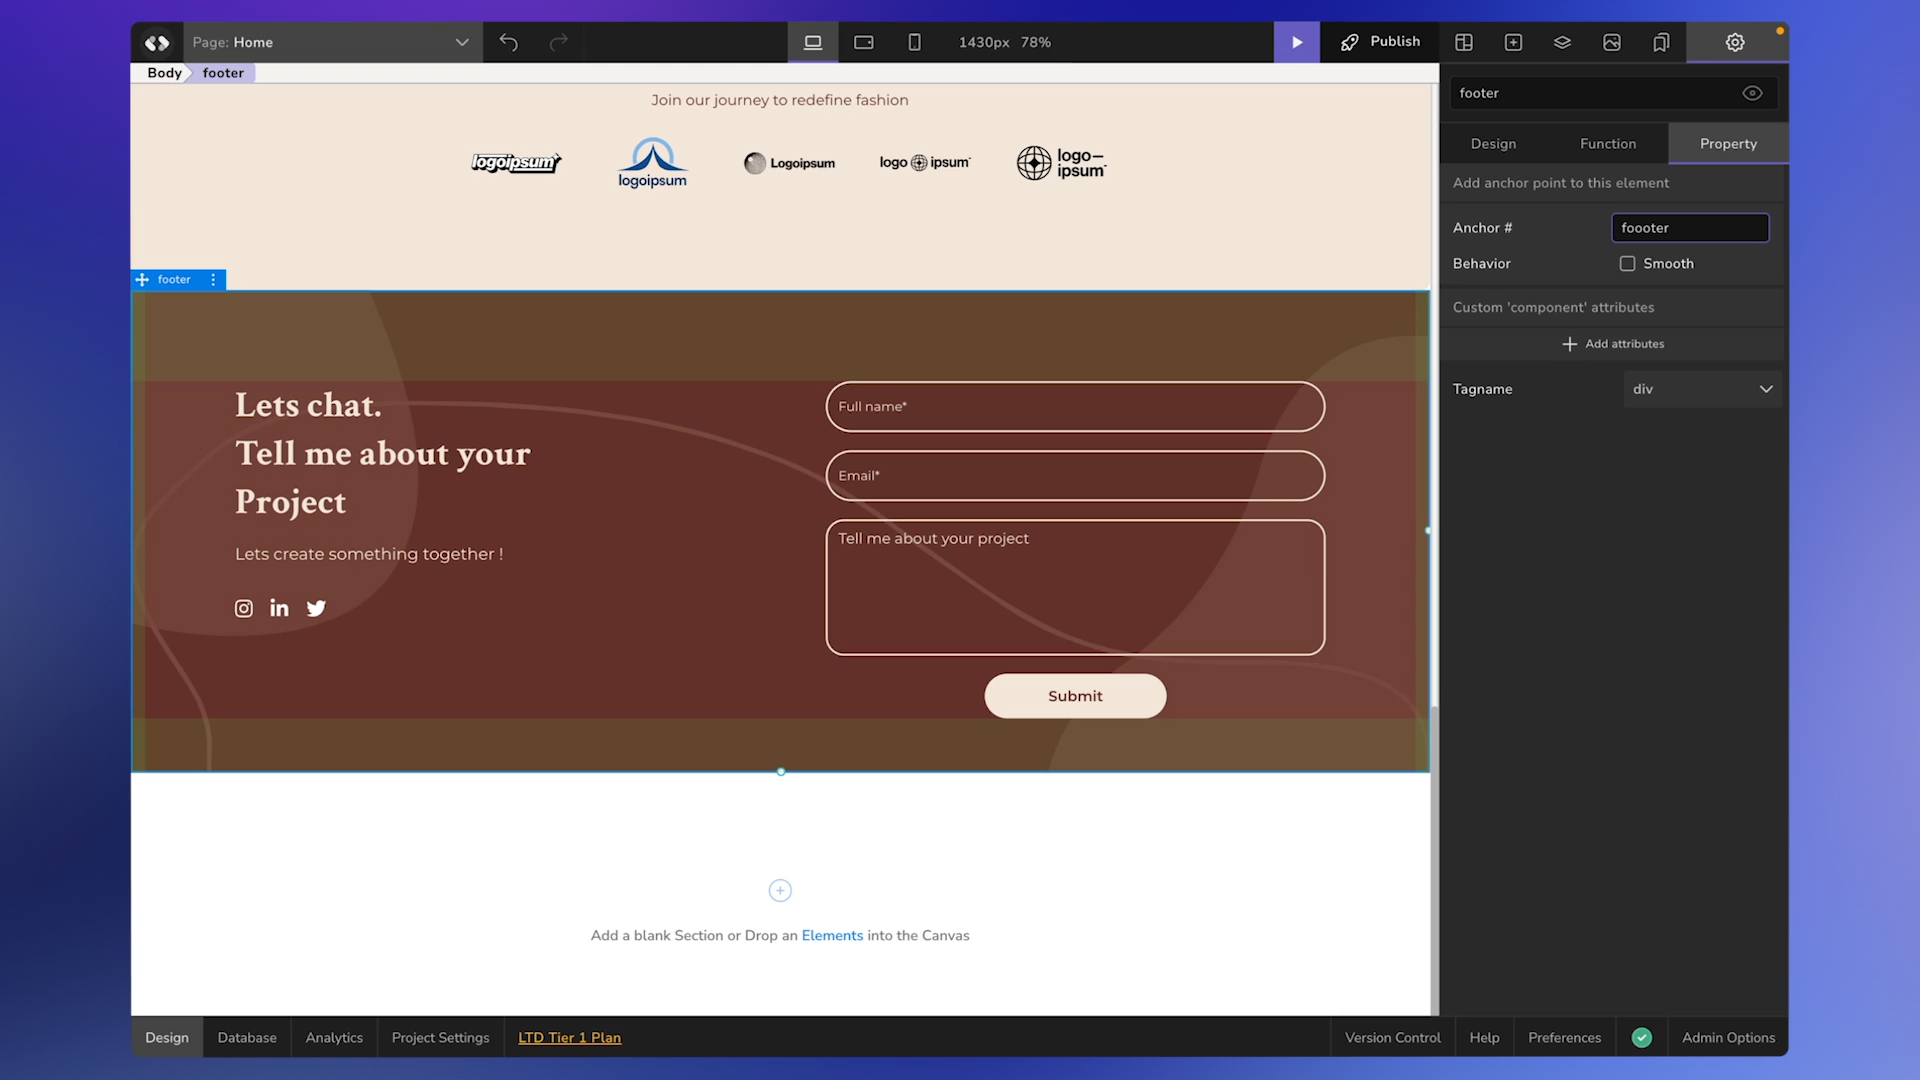 Page: Home
1430px 78%
Publish
Body
footer
footer
Design
Function
Property
Add anchor point to this element
Anchor #
foooter
Behavior
Smooth
Custom 'component' attributes
Add attributes
Tagname
div
Join our journey to redefine fashion
logoipsum
logoipsum
Logoipsum
logo ipsum
logo–
ipsum
footer
Lets chat.
Tell me about your
Project
Lets create something together !
Full name*
Email*
Tell me about your project
Submit
Add a blank Section or Drop an Elements into the Canvas
Design
Database
Analytics
Project Settings
LTD Tier 1 Plan
Version Control
Help
Preferences
Admin Options